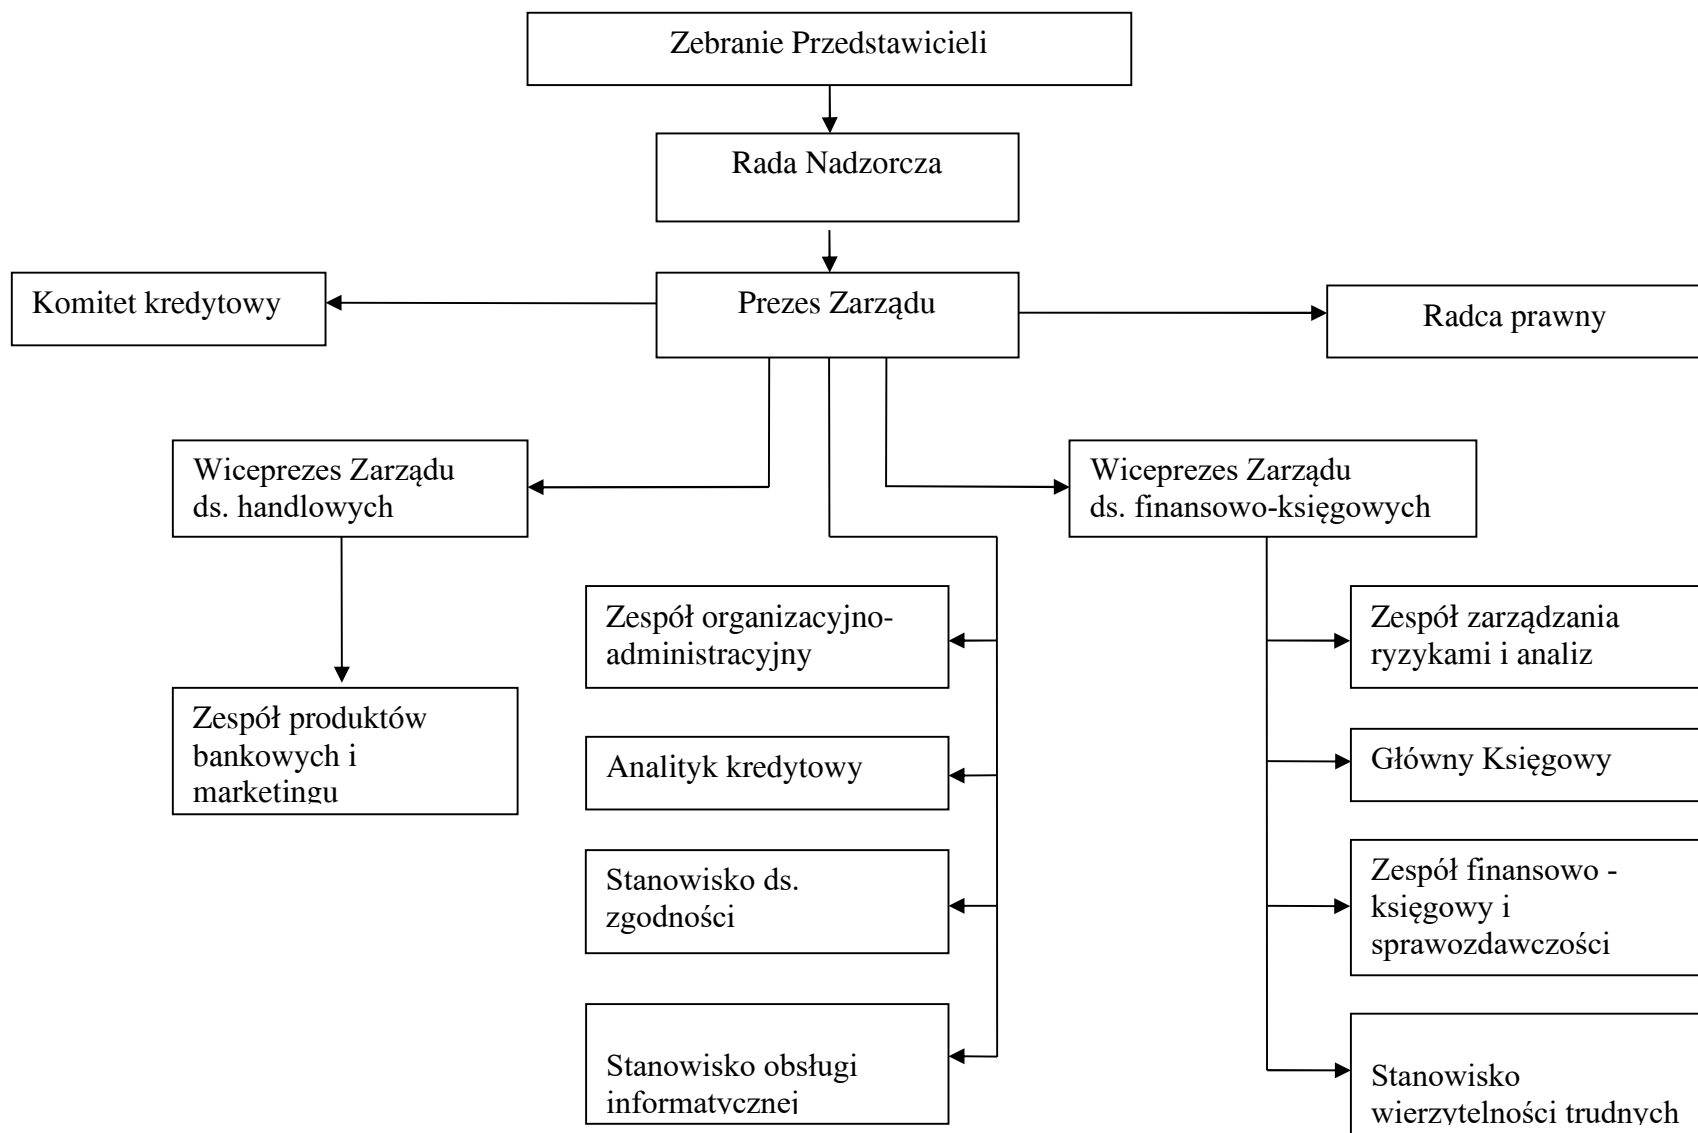 Zebranie Przedstawicieli
Rada Nadzorcza
Komitet kredytowy
Prezes Zarządu
Radca prawny
Wiceprezes Zarządu
ds. handlowych
Wiceprezes Zarządu
ds. finansowo-księgowych
Zespół produktów
bankowych i
marketingu
Zespół organizacyjno-
administracyjny
Analityk kredytowy
Stanowisko ds.
zgodności
Stanowisko obsługi
informatycznej
Zespół zarządzania
ryzykami i analiz
Główny Księgowy
Zespół finansowo -
księgowy i
sprawozdawczości
Stanowisko
wierzytelności trudnych